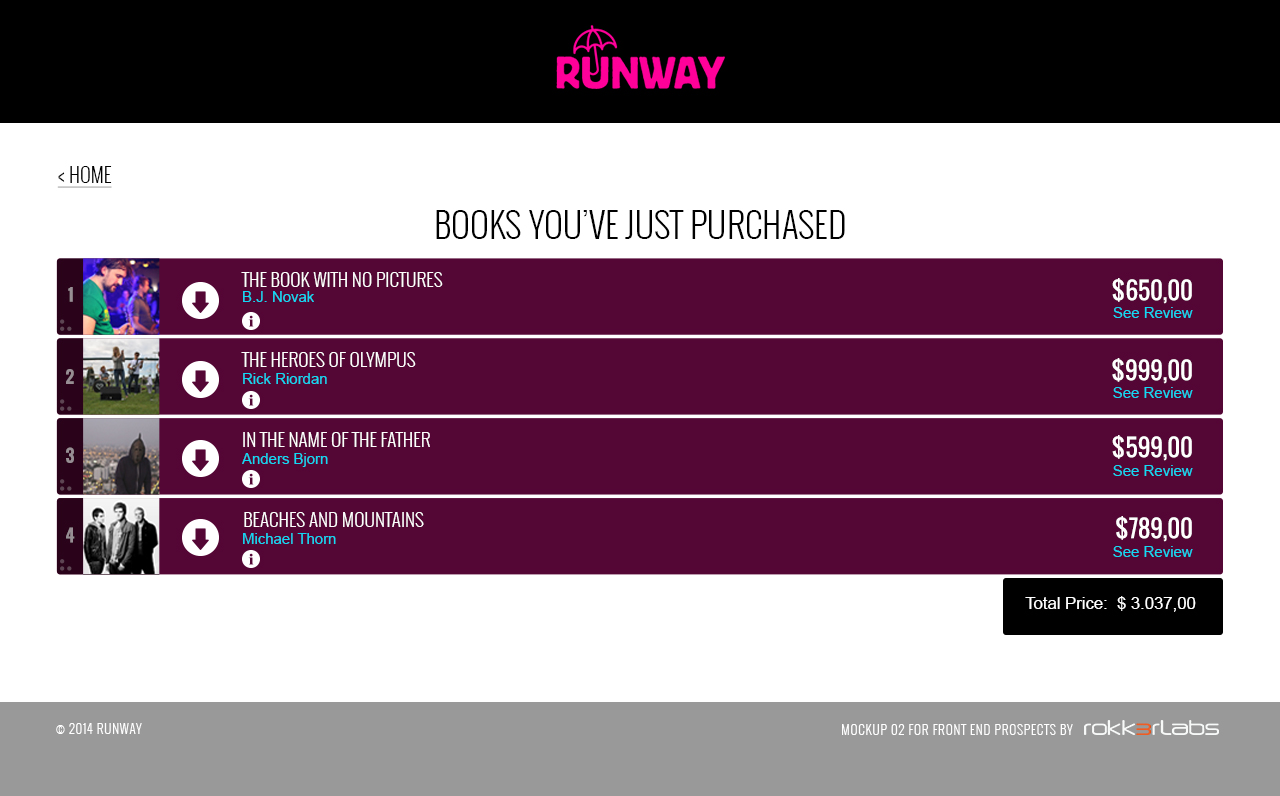 RUNWAY
< HOME
BOOKS YOU’VE JUST PURCHASED
1
THE BOOK WITH NO PICTURES
B.J. Novak
i
$650,00
See Review
2
THE HEROES OF OLYMPUS
Rick Riordan
i
$999,00
See Review
3
IN THE NAME OF THE FATHER
Anders Bjorn
i
$599,00
See Review
4
BEACHES AND MOUNTAINS
Michael Thorn
i
$789,00
See Review
Total Price: $ 3.037,00
© 2014 RUNWAY
MOCKUP 02 FOR FRONT END PROSPECTS BY rokk3rLabs